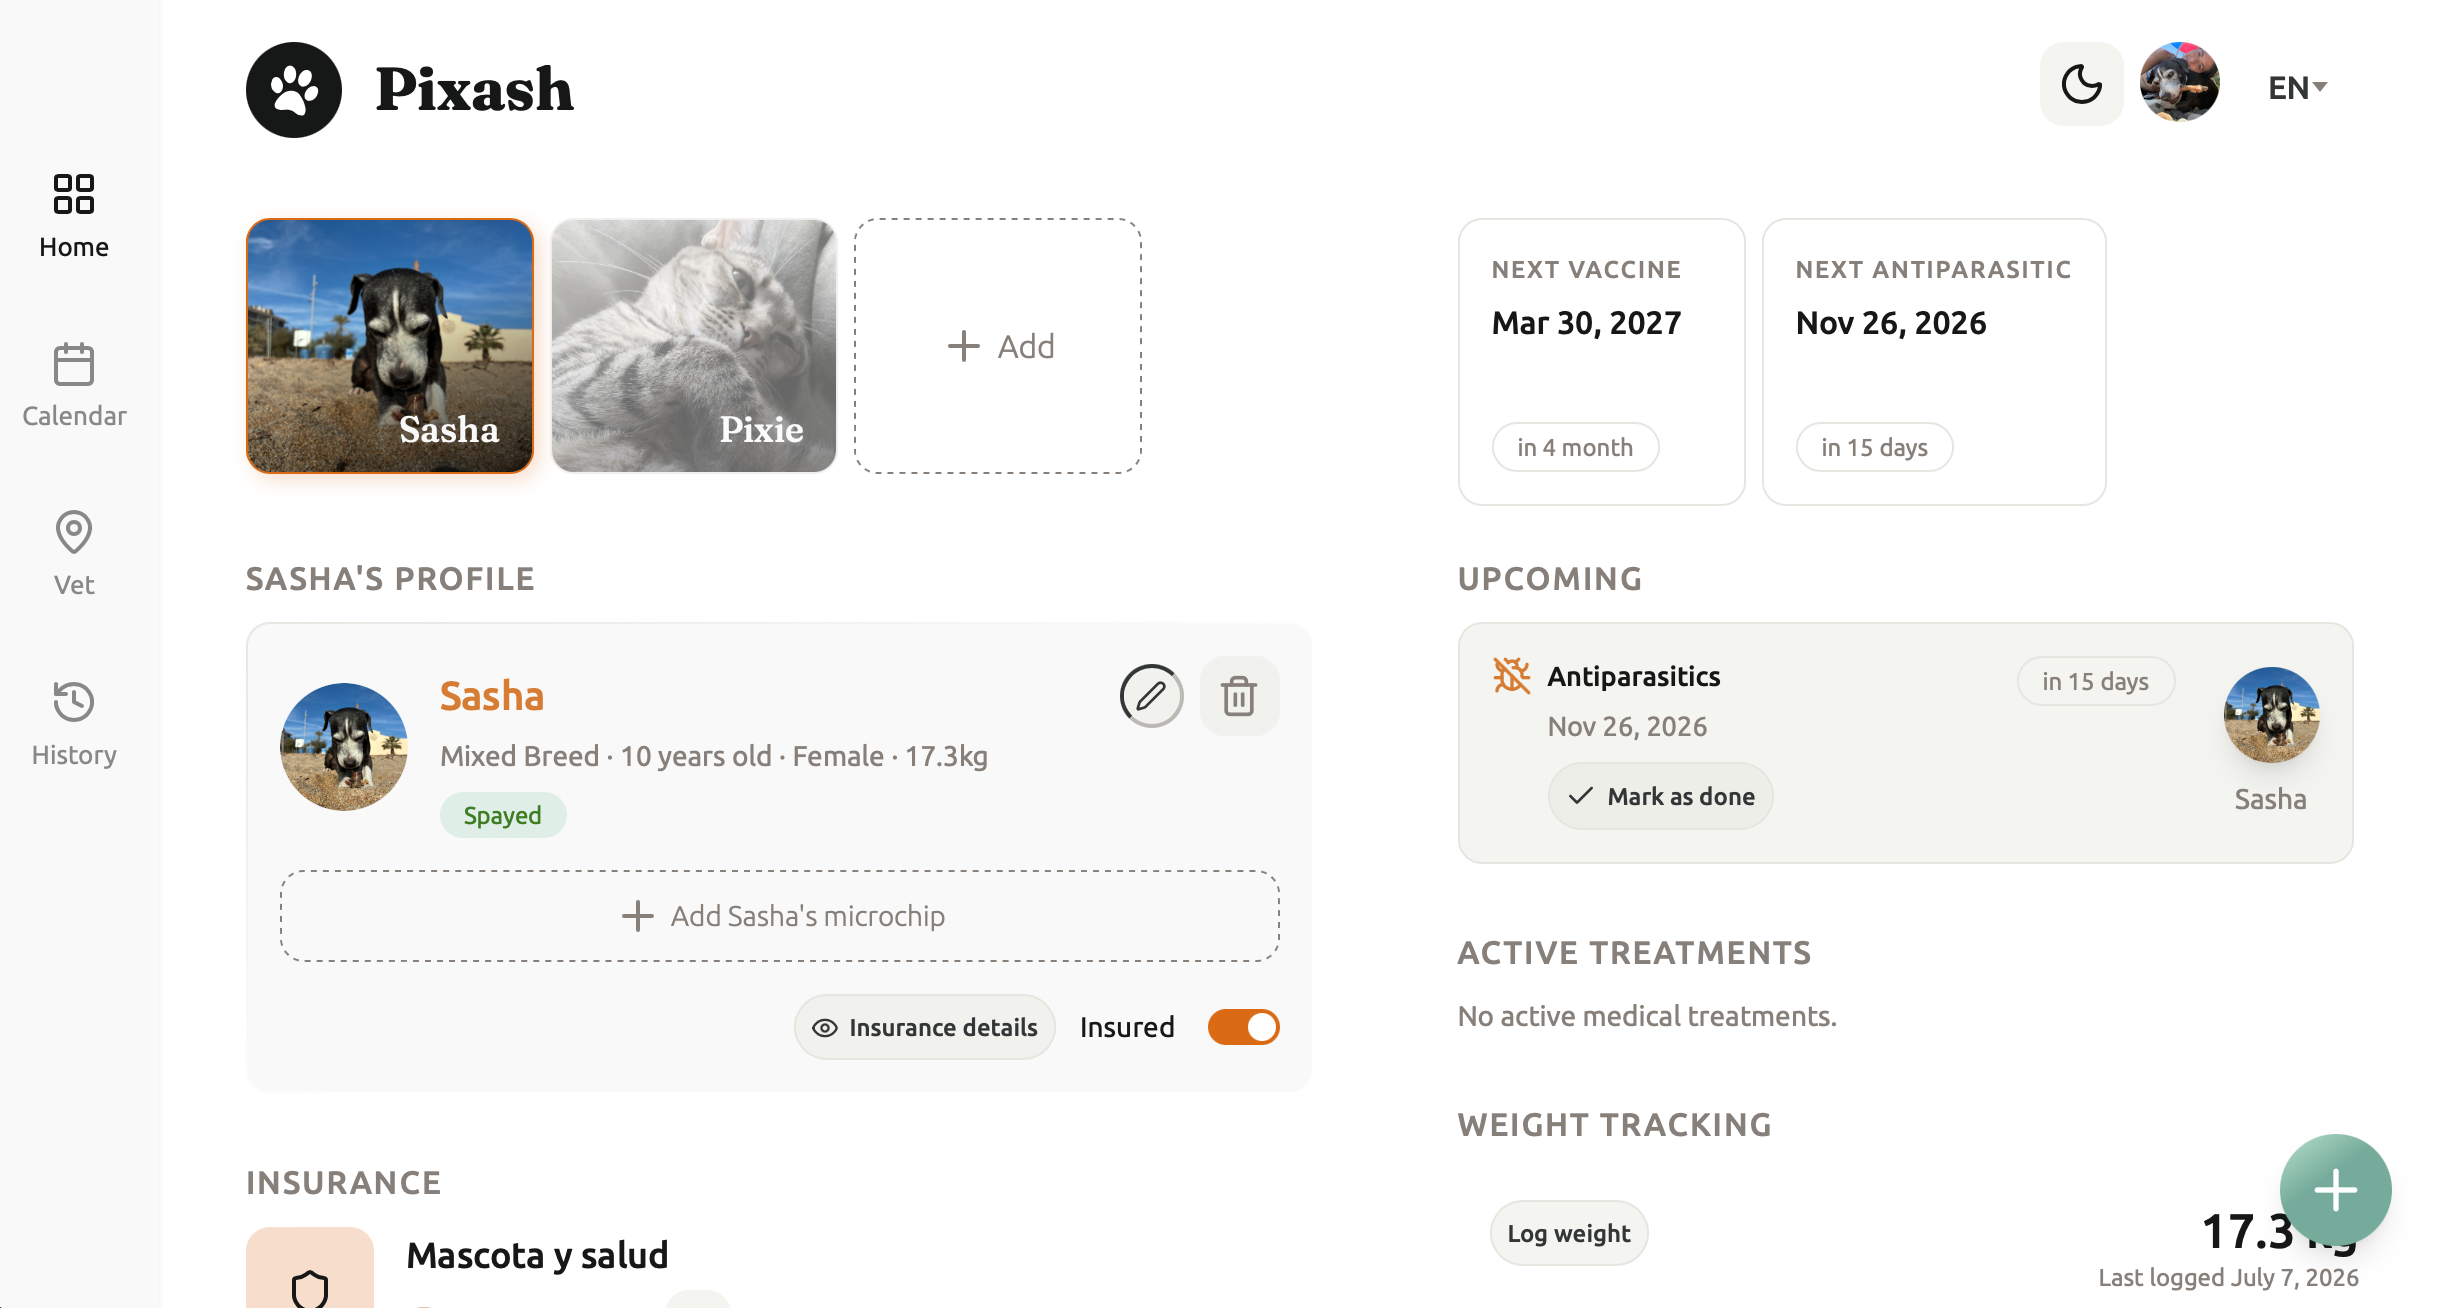 Pixash
EN
Home
Calendar
Vet
History
Sasha
Pixie
Add
NEXT VACCINE
Mar 30, 2027
in 4 month
NEXT ANTIPARASITIC
Nov 26, 2026
in 15 days
SASHA'S PROFILE
Sasha
Mixed Breed · 10 years old · Female · 17.3kg
Spayed
Add Sasha's microchip
Insurance details
Insured
INSURANCE
Mascota y salud
UPCOMING
Antiparasitics
in 15 days
Nov 26, 2026
Mark as done
Sasha
ACTIVE TREATMENTS
No active medical treatments.
WEIGHT TRACKING
Log weight
17.3 kg
Last logged July 7, 2026